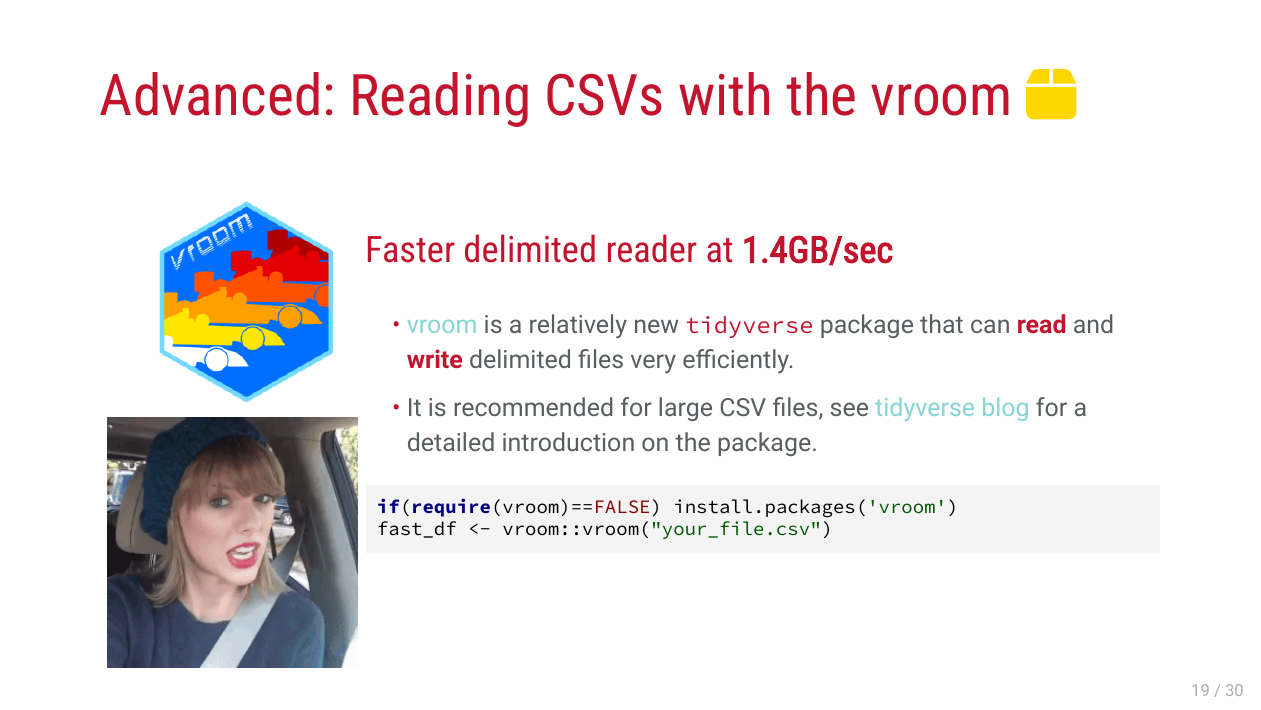 Advanced: Reading CSVs with the vroom
vroom
Faster delimited reader at 1.4GB/sec
• vroom is a relatively new tidyverse package that can read and
write delimited files very efficiently.
• It is recommended for large CSV files, see tidyverse blog for a
detailed introduction on the package.
if(require(vroom)==FALSE) install.packages('vroom')
fast_df <- vroom::vroom("your_file.csv")
19 / 30